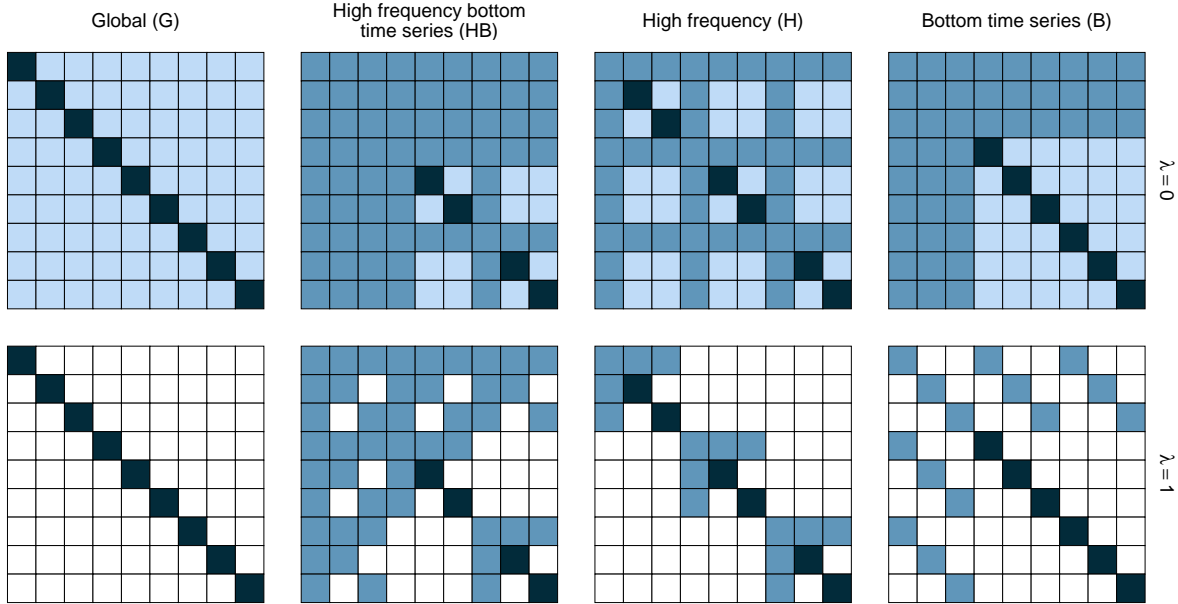 Global (G)
High frequency bottom
time series (HB)
High frequency (H)
Bottom time series (B)
λ = 0
λ = 1